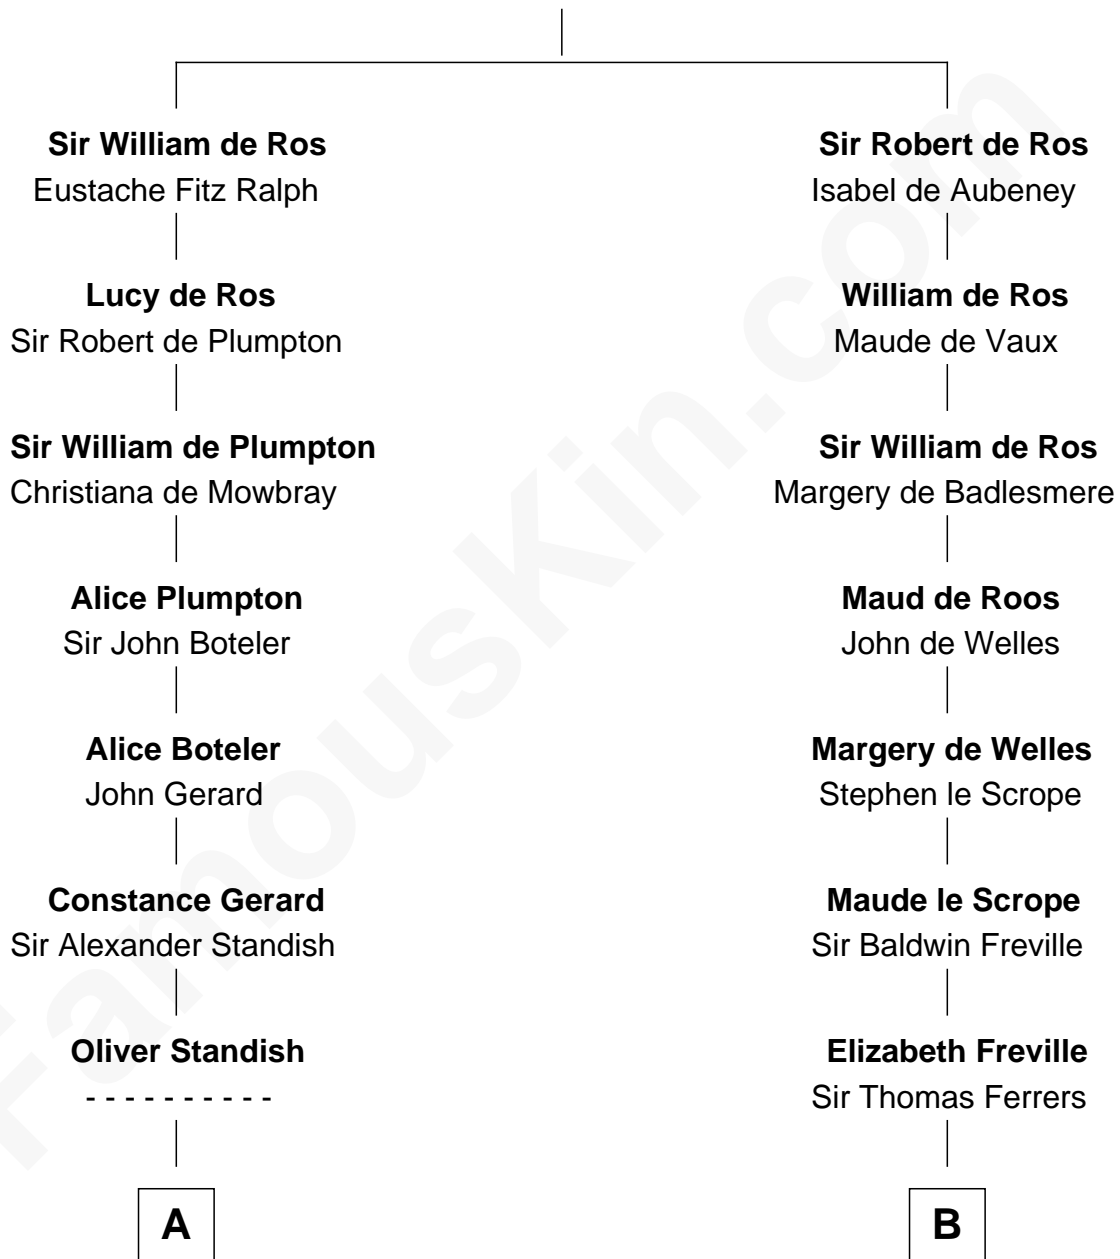 Sir William de Ros
Eustache Fitz Ralph
Lucy de Ros
Sir Robert de Plumpton
Sir William de Plumpton
Christiana de Mowbray
Alice Plumpton
Sir John Boteler
Alice Boteler
John Gerard
Constance Gerard
Sir Alexander Standish
Oliver Standish
- - - - - - - - - -
A
Sir Robert de Ros
Isabel de Aubeney
William de Ros
Maude de Vaux
Sir William de Ros
Margery de Badlesmere
Maud de Roos
John de Welles
Margery de Welles
Stephen le Scrope
Maude le Scrope
Sir Baldwin Freville
Elizabeth Freville
Sir Thomas Ferrers
B
FamousKin.com